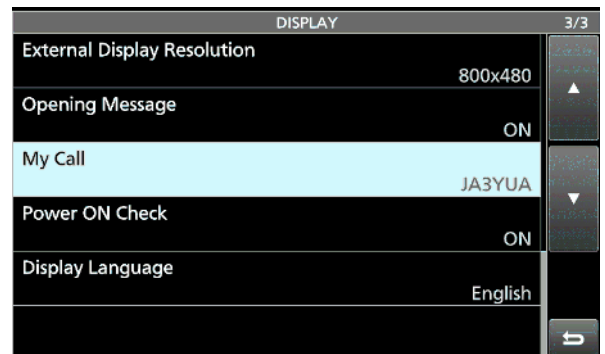 DISPLAY 3/3
External Display Resolution
800x480
Opening Message
ON
My Call
JA3YUA
Power ON Check
ON
Display Language
English